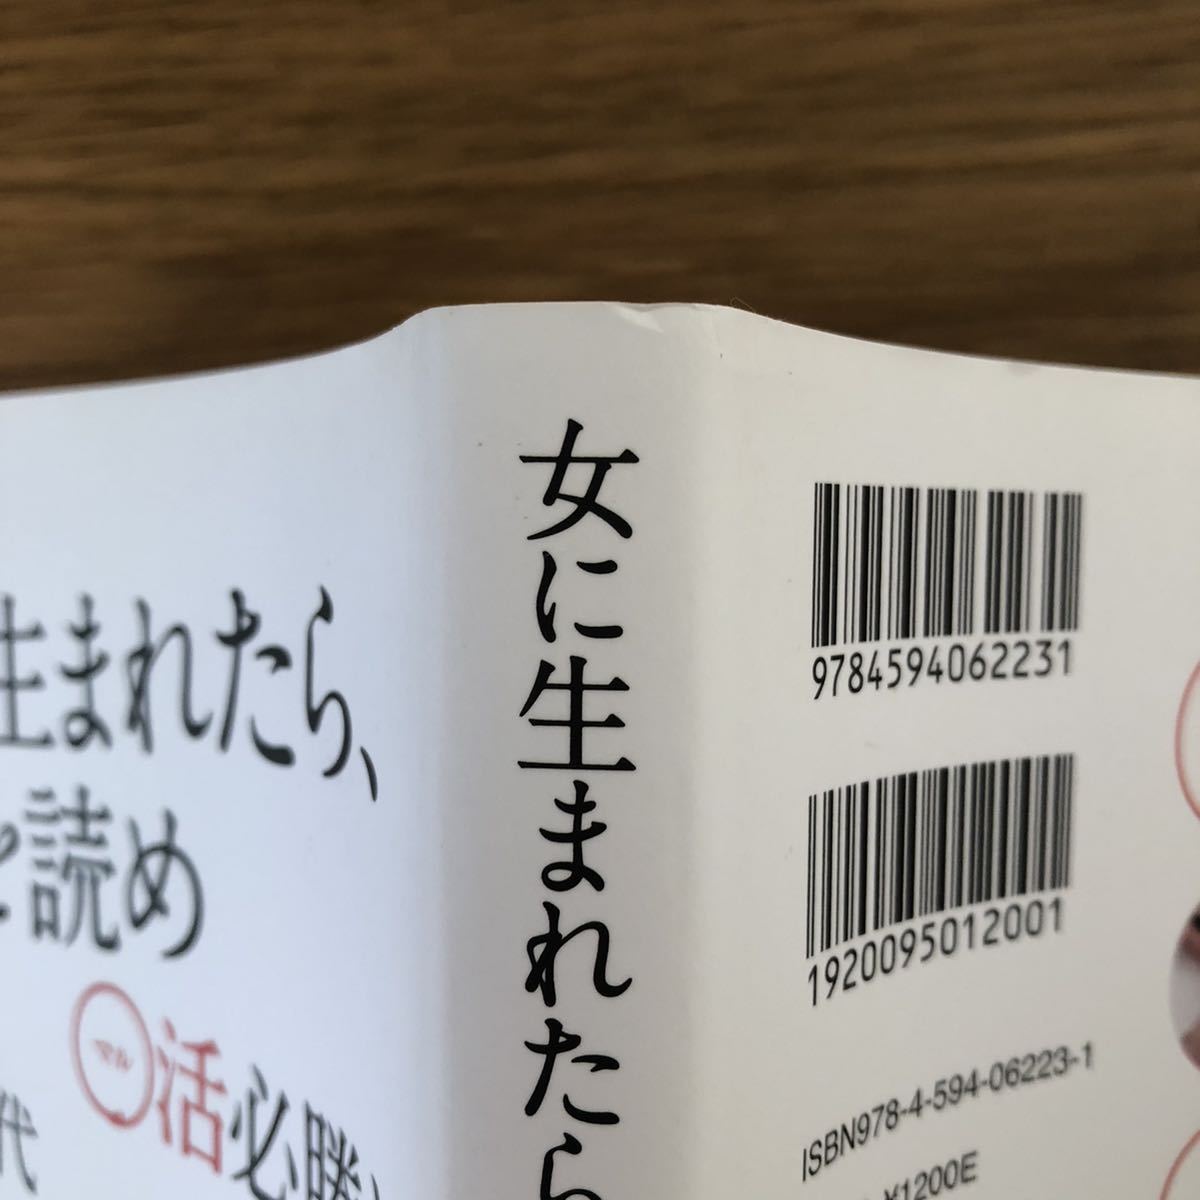 生まれたら、
と読め
マル
活必勝
代
女に生まれたら
9784594062231
1920095012001
ISBN978-4-594-06223-1
¥1200E